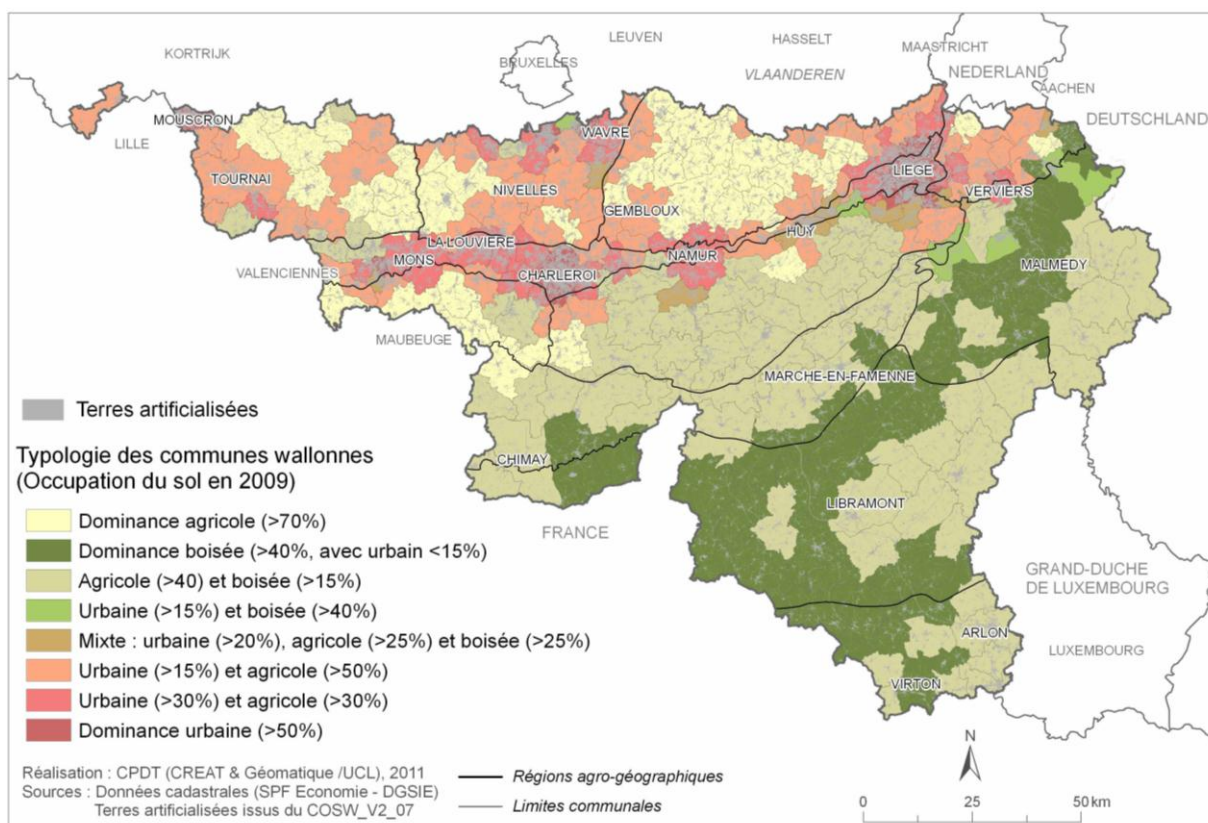 KORTRIJK
LEUVEN
HASSELT
MAASTRICHT
BRUXELLES
VLAANDEREN
NEDERLAND
AACHEN
DEUTSCHLAND
MOUSCRON
LILLE
WAVRE
TOURNAI
NIVELLES
LIEGE
VERVIERS
GEMBLOUX
HUY
LA LOUVIERE
MONS
NAMUR
VALENCIENNES
CHARLEROI
MALMEDY
MAUBEUGE
MARCHE-EN-FAMENNE
CHIMAY
LIBRAMONT
FRANCE
GRAND-DUCHE
DE LUXEMBOURG
ARLON
LUXEMBOURG
VIRTON
Terres artificialisées
Typologie des communes wallonnes
(Occupation du sol en 2009)
Dominance agricole (>70%)
Dominance boisée (>40%, avec urbain <15%)
Agricole (>40) et boisée (>15%)
Urbaine (>15%) et boisée (>40%)
Mixte : urbaine (>20%), agricole (>25%) et boisée (>25%)
Urbaine (>15%) et agricole (>50%)
Urbaine (>30%) et agricole (>30%)
Dominance urbaine (>50%)
Réalisation : CPDT (CREAT & Géomatique /UCL), 2011
Sources : Données cadastrales (SPF Economie - DGSIE)
Terres artificialisées issus du COSW_V2_07
Régions agro-géographiques
Limites communales
N
0 25 50 km